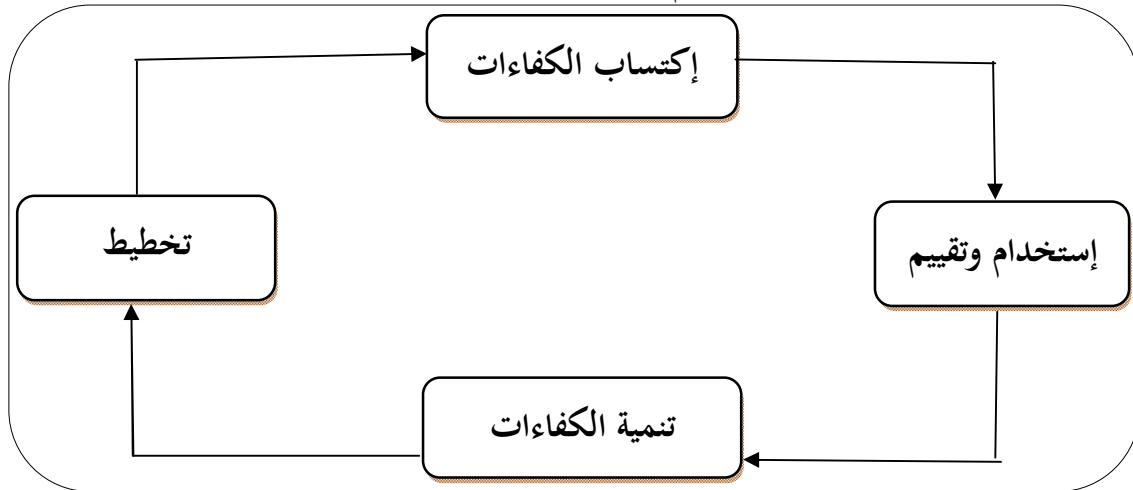 إكتساب الكفاءات
إستخدام وتقييم
تخطيط
تنمية الكفاءات